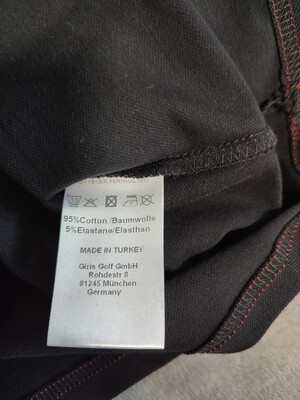 95%Cotton /Baumwolle
5%Elastane/Elasthan
MADE IN TURKEY
Giris Golf GmbH
Rohdestr 8
81245 München
Germany